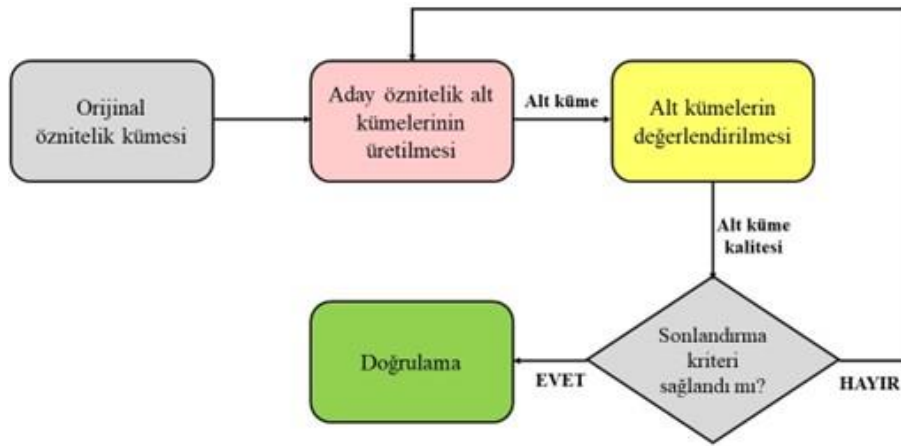 Orijinal
öznitelik kümesi
Aday öznitelik alt
kümelerinin
üretilmesi
Alt küme
Alt kümelerin
değerlendirilmesi
Alt küme
kalitesi
Sonlandırma
kriteri
sağlandı mı?
EVET
HAYIR
Doğrulama